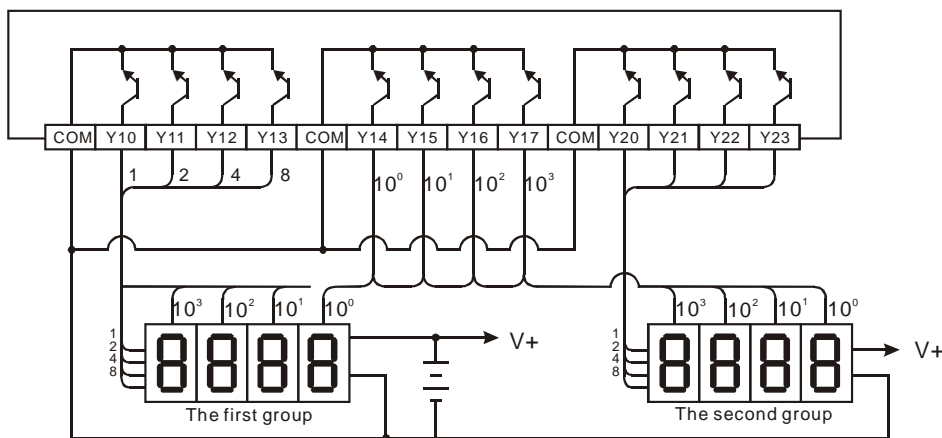 COM Y10 Y11 Y12 Y13 COM Y14 Y15 Y16 Y17 COM Y20 Y21 Y22 Y23
1 2 4 8 10⁰ 10¹ 10² 10³
10³ 10² 10¹ 10⁰ 10³ 10² 10¹ 10⁰
1
2
4
8
V+
1
2
4
8
V+
The first group
The second group